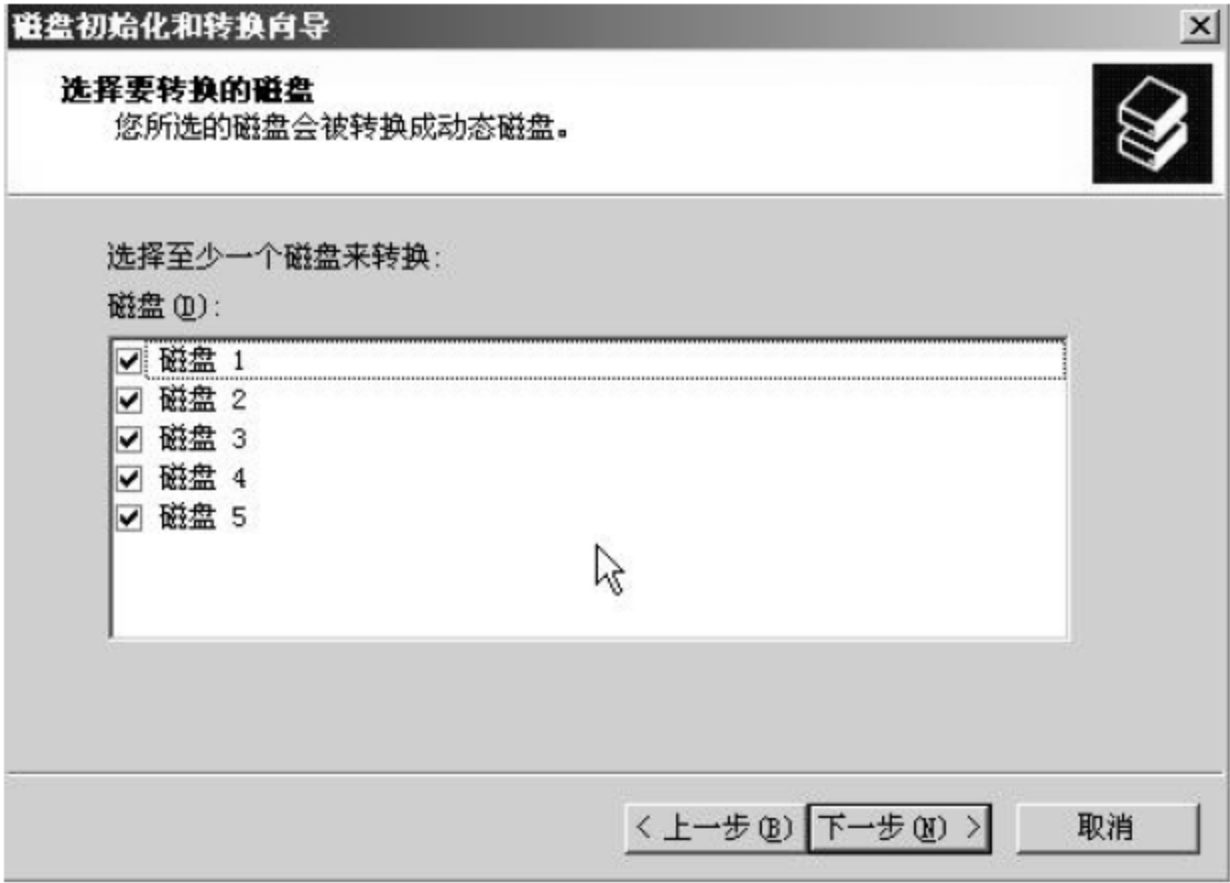 磁盘初始化和转换向导
选择要转换的磁盘
您所选的磁盘会被转换成动态磁盘。
选择至少一个磁盘来转换:
磁盘(D):
磁盘 1
磁盘 2
磁盘 3
磁盘 4
磁盘 5
< 上一步(B) 下一步(N) > 取消